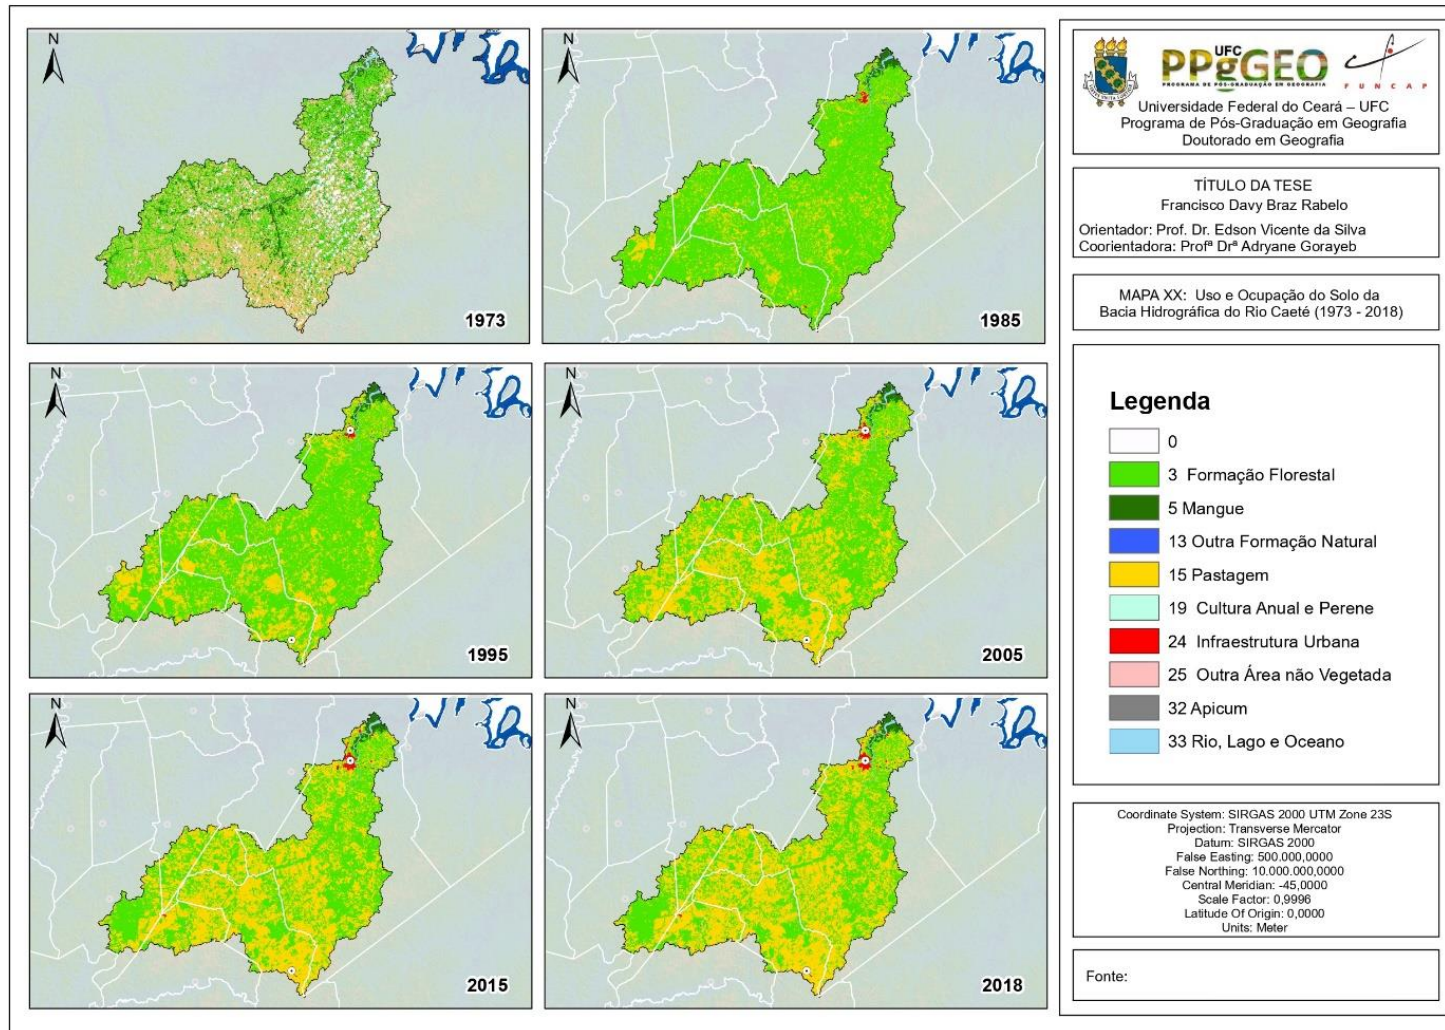 N
1973
N
1985
N
1995
N
2005
N
2015
N
2018
UFC
PPgGEO
PROGRAMA DE PÓS-GRADUAÇÃO EM GEOGRAFIA
FUNCAP
Universidade Federal do Ceará – UFC
Programa de Pós-Graduação em Geografia
Doutorado em Geografia
TÍTULO DA TESE
Francisco Davy Braz Rabelo
Orientador: Prof. Dr. Edson Vicente da Silva
Coorientadora: Profª Drª Adryane Gorayeb
MAPA XX: Uso e Ocupação do Solo da
Bacia Hidrográfica do Rio Caeté (1973 - 2018)
Legenda
0
3 Formação Florestal
5 Mangue
13 Outra Formação Natural
15 Pastagem
19 Cultura Anual e Perene
24 Infraestrutura Urbana
25 Outra Área não Vegetada
32 Apicum
33 Rio, Lago e Oceano
Coordinate System: SIRGAS 2000 UTM Zone 23S
Projection: Transverse Mercator
Datum: SIRGAS 2000
False Easting: 500.000,0000
False Northing: 10.000.000,0000
Central Meridian: -45,0000
Scale Factor: 0,9996
Latitude Of Origin: 0,0000
Units: Meter
Fonte: